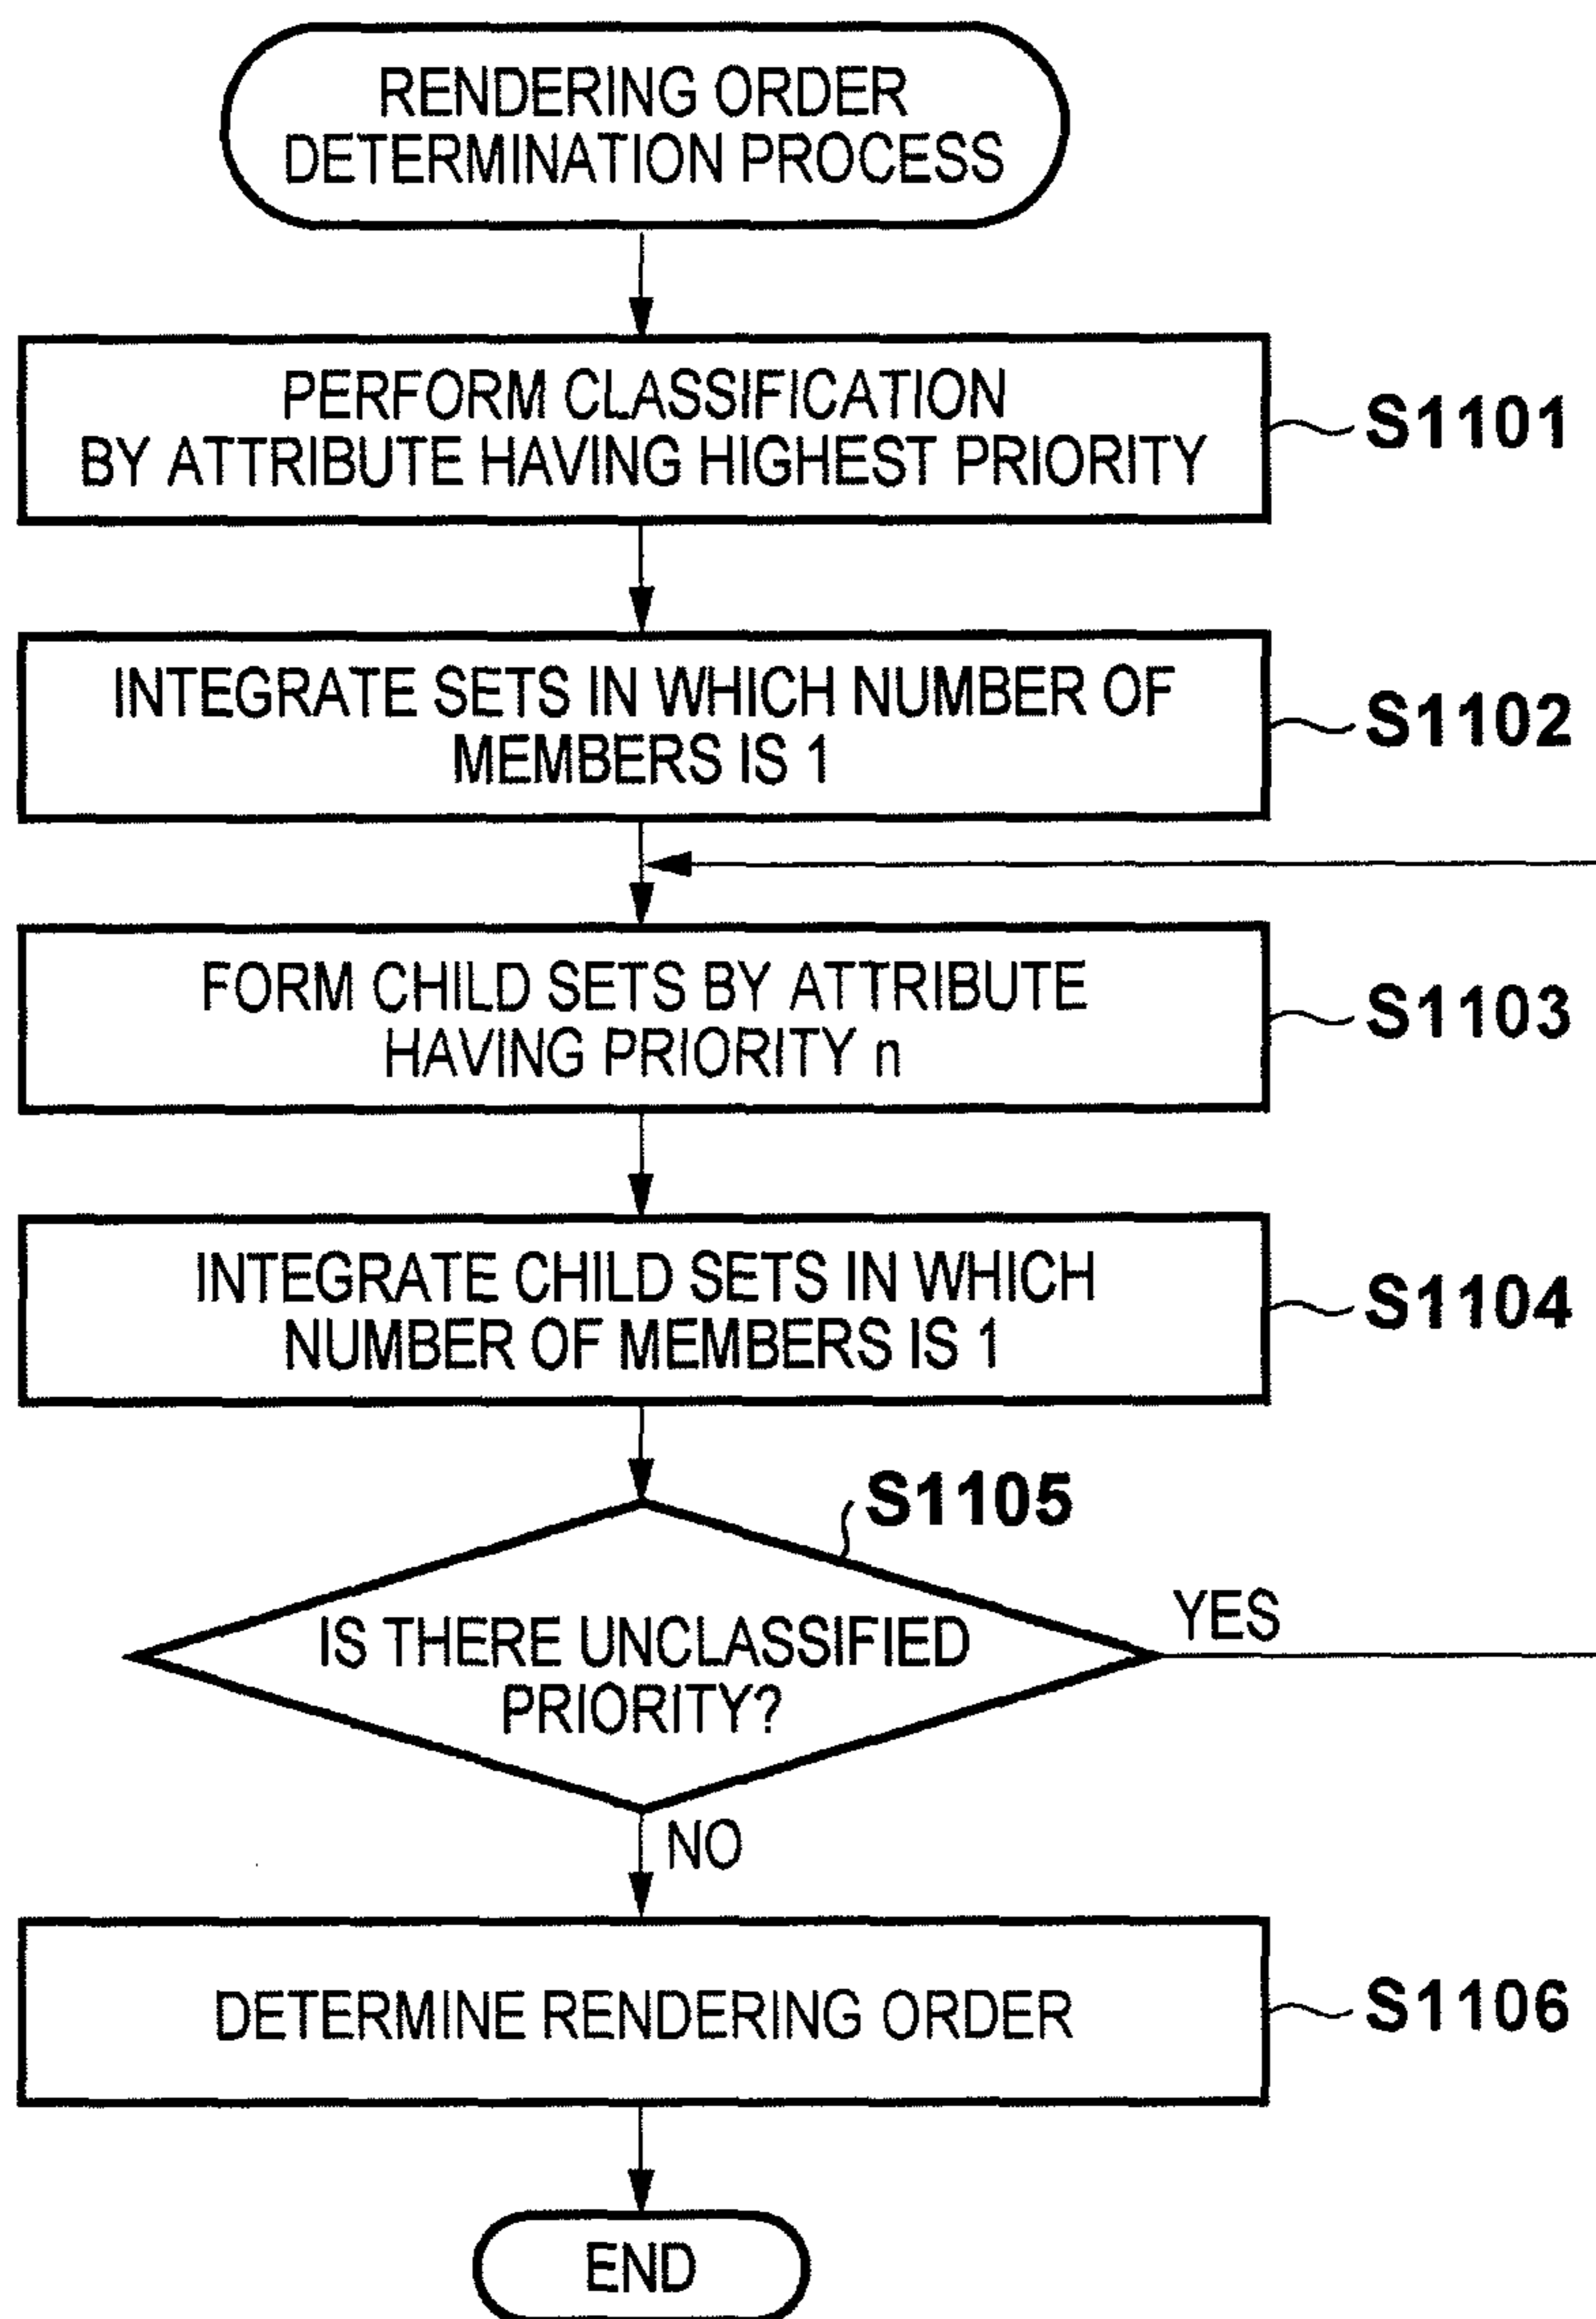 RENDERING ORDER
DETERMINATION PROCESS
PERFORM CLASSIFICATION
BY ATTRIBUTE HAVING HIGHEST PRIORITY
S1101
INTEGRATE SETS IN WHICH NUMBER OF
MEMBERS IS 1
S1102
FORM CHILD SETS BY ATTRIBUTE
HAVING PRIORITY n
S1103
INTEGRATE CHILD SETS IN WHICH
NUMBER OF MEMBERS IS 1
S1104
S1105
IS THERE UNCLASSIFIED
PRIORITY?
YES
NO
DETERMINE RENDERING ORDER
S1106
END